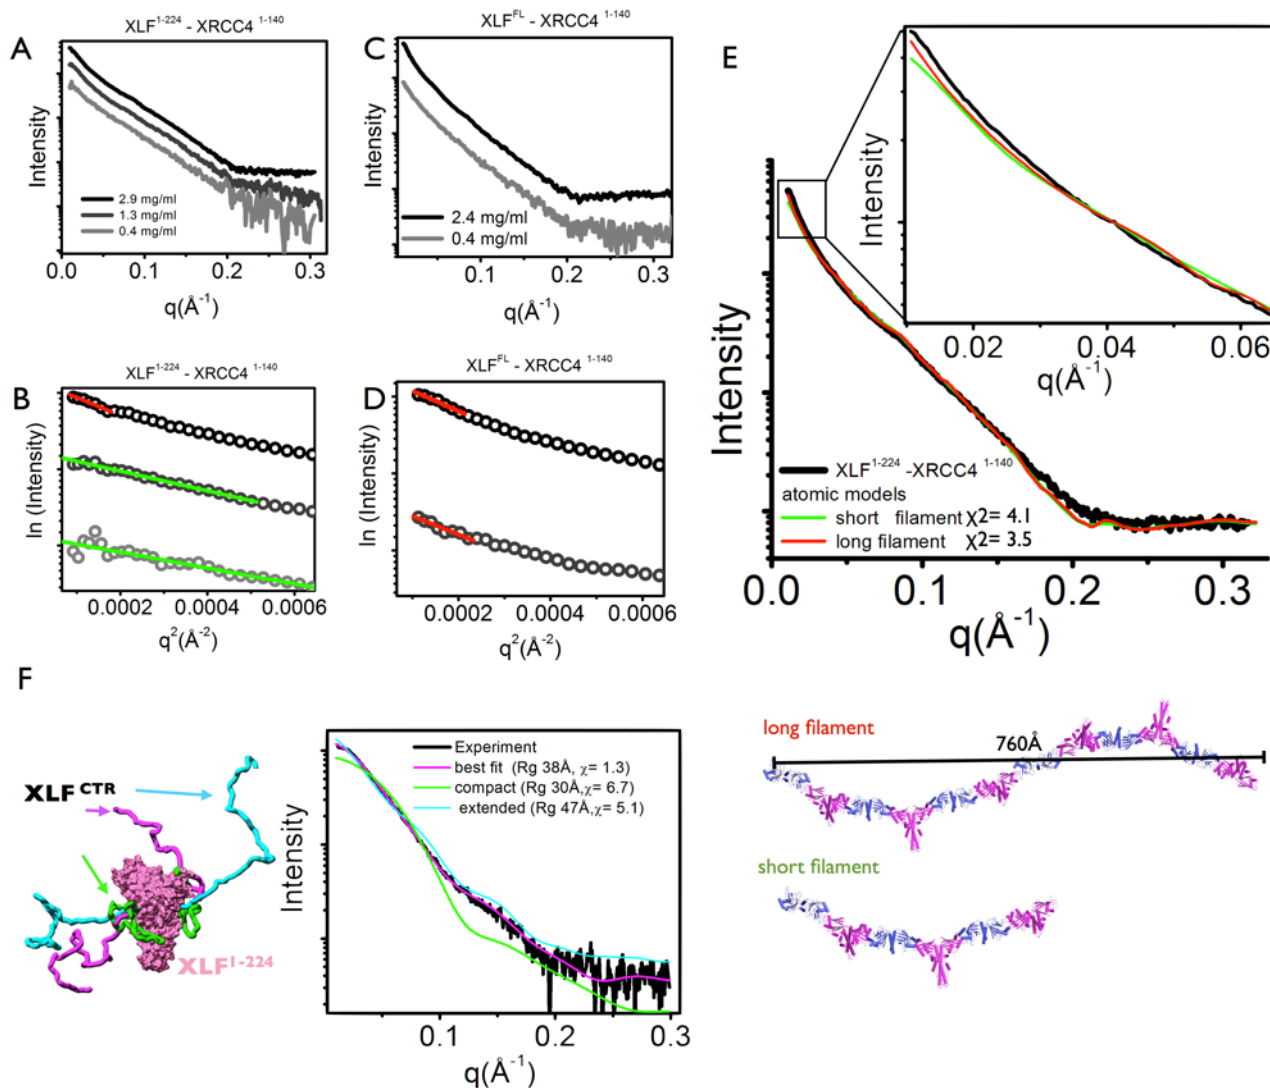 A
XLF1-224 - XRCC4 1-140
Intensity
2.9 mg/ml
1.3 mg/ml
0.4 mg/ml
0.0
0.1
0.2
0.3
q(Å-1)
C
XLFFL - XRCC4 1-140
Intensity
2.4 mg/ml
0.4 mg/ml
0.1
0.2
0.3
q(Å-1)
B
XLF1-224 - XRCC4 1-140
ln (Intensity)
0.0002
0.0004
0.0006
q2(Å-2)
D
XLFFL - XRCC4 1-140
ln (Intensity)
0.0002
0.0004
0.0006
q2(Å-2)
E
Intensity
0.02
0.04
0.06
q(Å-1)
Intensity
XLF1-224 -XRCC4 1-140
atomic models
short filament χ2= 4.1
long filament χ2= 3.5
0.0
0.1
0.2
0.3
q(Å-1)
F
XLFCTR
XLF1-224
Intensity
Experiment
best fit (Rg 38Å, χ= 1.3)
compact (Rg 30Å,χ= 6.7)
extended (Rg 47Å,χ= 5.1)
0.1
0.2
0.3
q(Å-1)
long filament
760Å
short filament